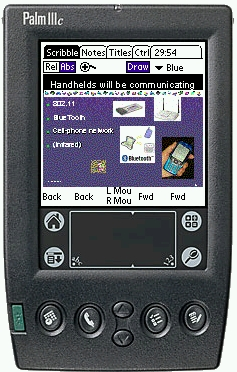 Palm IIIc
Scribble Notes Titles Ctrl 29:54
Rel Abs Draw Blue
Handhelds will be communicating
802.11
BlueTooth
Cell-phone network
(Infrared)
Bluetooth
Back Back L Mou R Mou Fwd Fwd